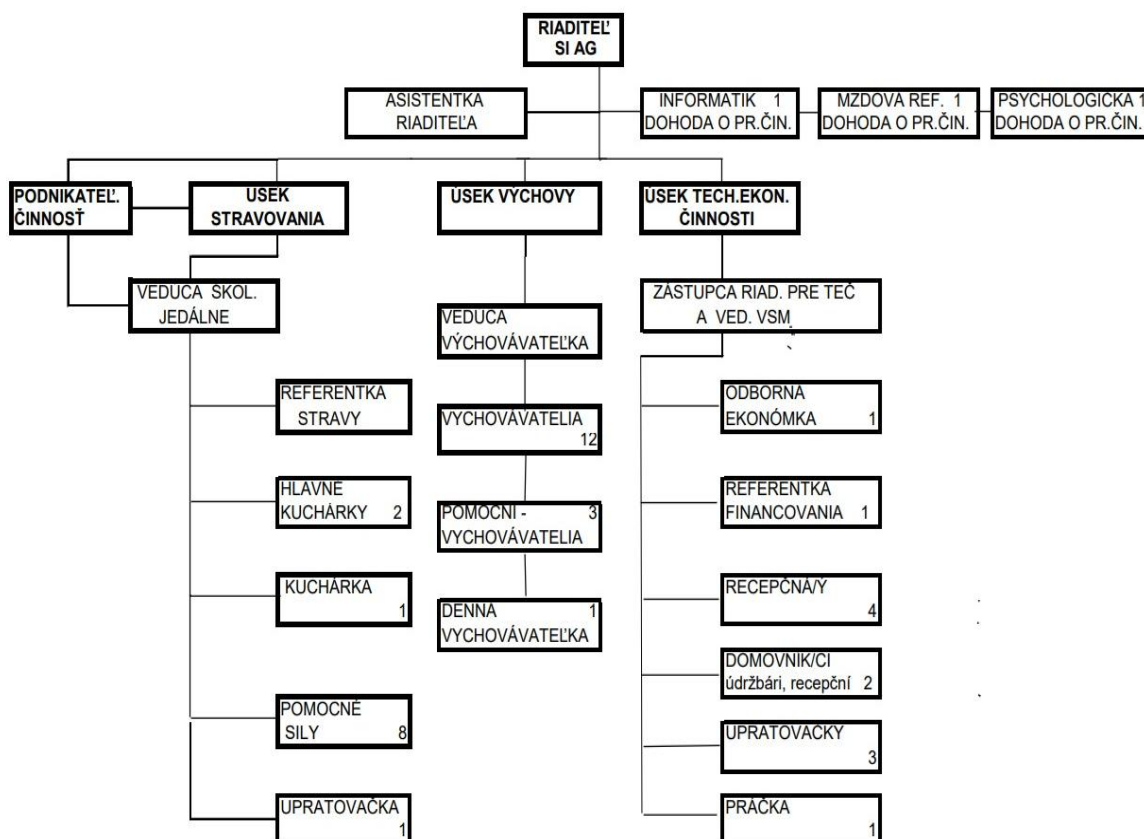 RIADITEĽ
SI AG
ASISTENTKA
RIADITEĽA
INFORMATIK 1
DOHODA O PR.ČIN.
MZDOVÁ REF. 1
DOHODA O PR.ČIN.
PSYCHOLOGIČKA 1
DOHODA O PR.ČIN.
PODNIKATEĽ.
ČINNOSŤ
ÚSEK
STRAVOVANIA
ÚSEK VÝCHOVY
ÚSEK TECH.EKON.
ČINNOSTI
VEDÚCA ŠKOL.
JEDÁLNE
VEDÚCA
VÝCHOVÁVATEĽKA
ZÁSTUPCA RIAD. PRE TEČ
A VED. VSM
REFERENTKA
STRAVY
VYCHOVÁVATELIA
12
ODBORNÁ
EKONÓMKA 1
HLAVNÉ
KUCHÁRKY 2
POMOCNÍ - 3
VYCHOVÁVATELIA
REFERENTKA
FINANCOVANIA 1
KUCHÁRKA
1
DENNÁ 1
VYCHOVÁVATEĽKA
RECEPČNÁ/Ý
4
DOMOVNÍK/CI
údržbári, recepční 2
POMOCNÉ
SILY 8
UPRATOVAČKY
3
UPRATOVAČKA
1
PRÁČKA
1